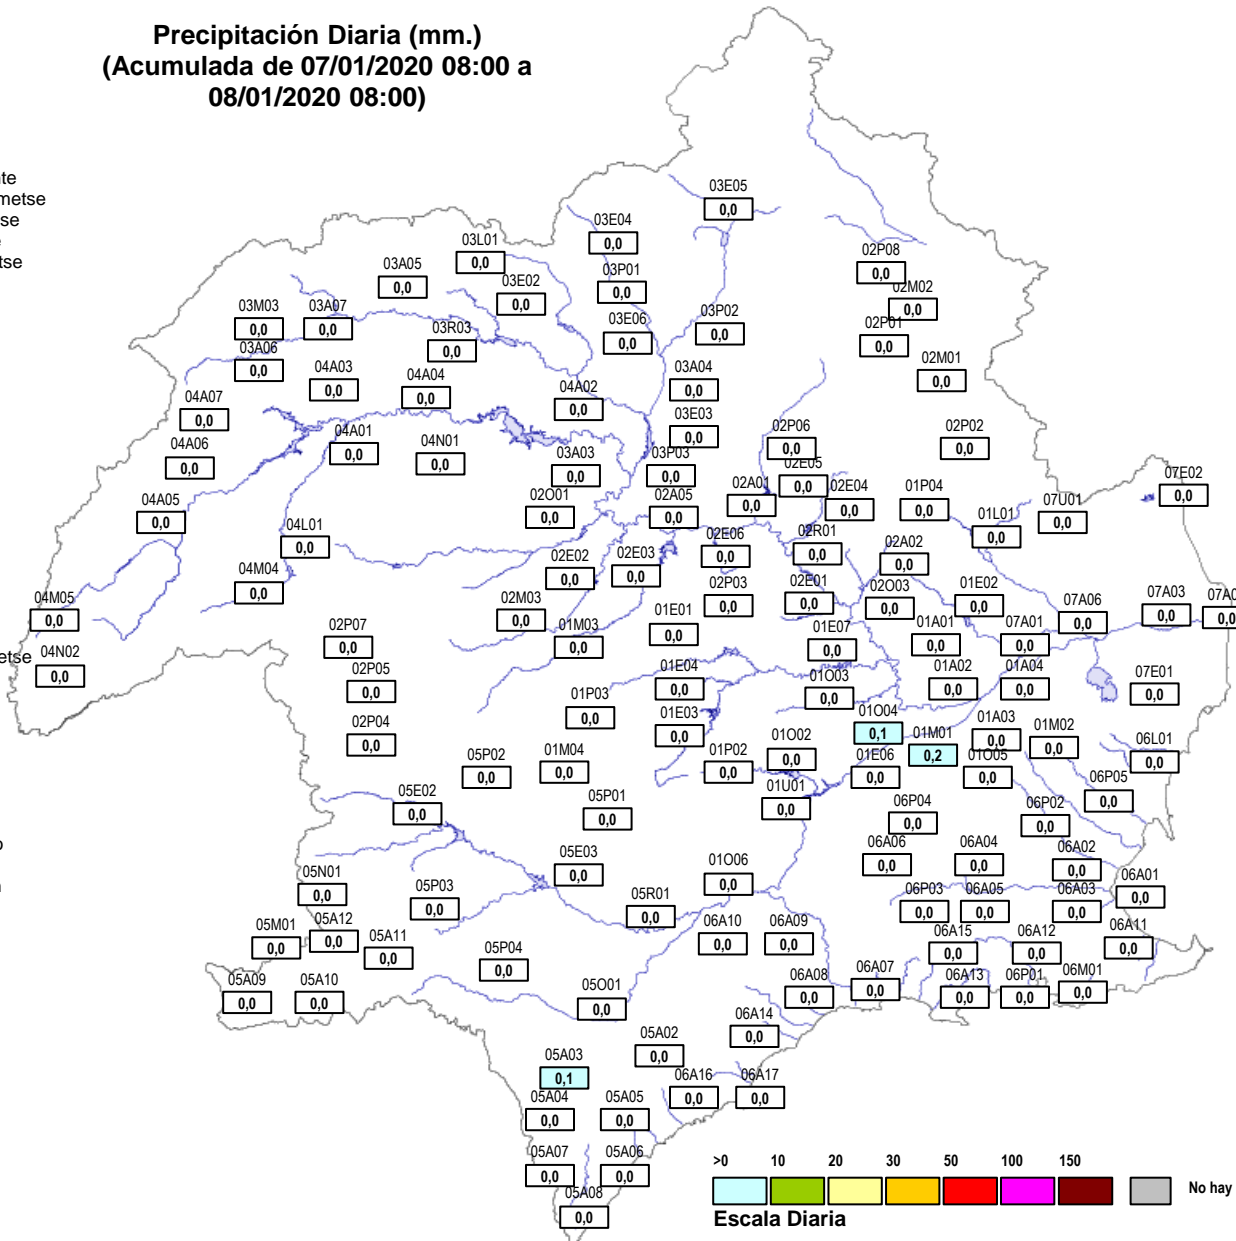 Precipitación Diaria (mm.)
(Acumulada de 07/01/2020 08:00 a
08/01/2020 08:00)
03E05
0,0
03E04
0,0
03L01
0,0
02P08
0,0
03A05
0,0
03P01
0,0
03E02
0,0
02M02
0,0
03M03
0,0
03A07
0,0
03R03
0,0
03E06
0,0
03P02
0,0
02P01
0,0
03A06
0,0
02M01
0,0
04A03
0,0
04A04
0,0
03A04
0,0
04A02
0,0
04A07
0,0
03E03
0,0
04A01
0,0
04N01
0,0
02P06
0,0
02P02
0,0
04A06
0,0
03A03
0,0
03P03
0,0
02E05
0,0
07E02
0,0
04A05
0,0
02O01
0,0
02A05
0,0
02A01
0,0
02E04
0,0
01P04
0,0
07U01
0,0
01L01
0,0
04L01
0,0
02E06
0,0
02R01
0,0
02A02
0,0
02E02
0,0
02E03
0,0
04M04
0,0
02P03
0,0
02E01
0,0
02O03
0,0
01E02
0,0
04M05
0,0
02M03
0,0
07A06
0,0
07A03
0,0
07A0
0,0
02P07
0,0
01M03
0,0
01E01
0,0
01E07
0,0
01A01
0,0
07A01
0,0
etse
04N02
0,0
02P05
0,0
01E04
0,0
01O03
0,0
01A02
0,0
01A04
0,0
07E01
0,0
01P03
0,0
02P04
0,0
01E03
0,0
01O04
0,1
01M01
0,2
01A03
0,0
01M02
0,0
06L01
0,0
05P02
0,0
01M04
0,0
01P02
0,0
01O02
0,0
01E06
0,0
01O05
0,0
05E02
0,0
05P01
0,0
01U01
0,0
06P04
0,0
06P02
0,0
06P05
0,0
05E03
0,0
06A06
0,0
06A04
0,0
06A02
0,0
05N01
0,0
05P03
0,0
01O06
0,0
06A01
0,0
05R01
0,0
06P03
0,0
06A05
0,0
06A03
0,0
05M01
0,0
05A12
0,0
05A11
0,0
06A10
0,0
06A09
0,0
06A15
0,0
06A12
0,0
06A11
0,0
05P04
0,0
05A09
0,0
05A10
0,0
05O01
0,0
06A08
0,0
06A07
0,0
06A13
0,0
06P01
0,0
06M01
0,0
05A02
0,0
06A14
0,0
05A03
0,1
06A16
0,0
06A17
0,0
05A04
0,0
05A05
0,0
05A07
0,0
05A06
0,0
05A08
0,0
>0 10 20 30 50 100 150
No hay
Escala Diaria